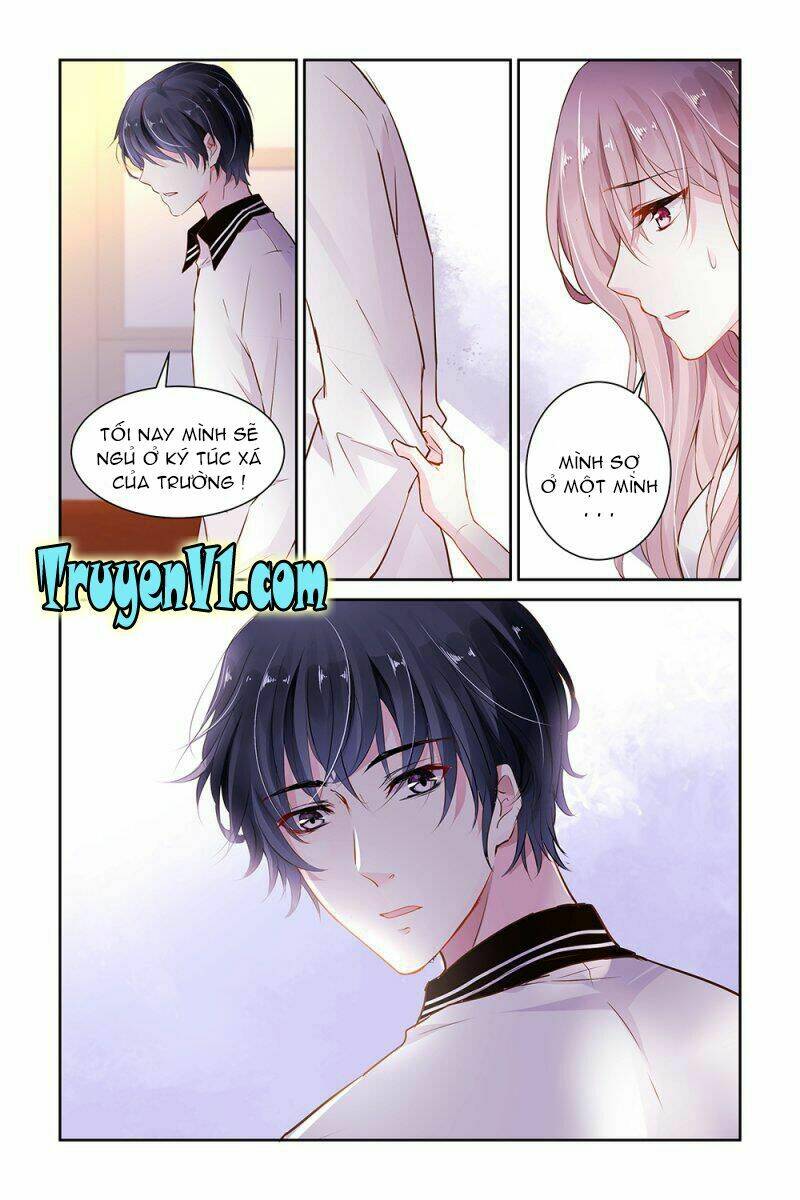 TỐI NAY MÌNH SẼ
NGỦ Ở KÝ TÚC XÁ
CỦA TRƯỜNG !
MÌNH SỢ
Ở MỘT MÌNH
...
TruyenV1.com